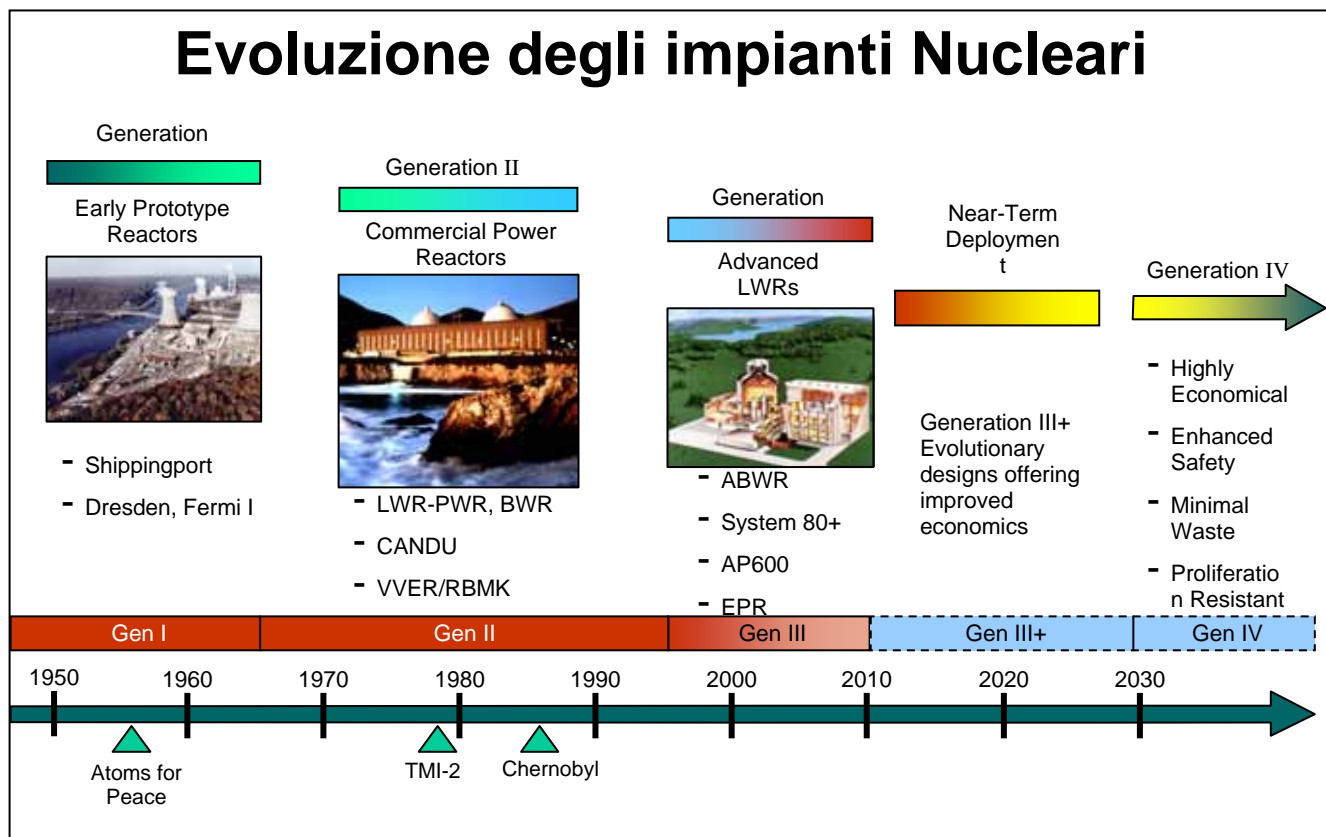 Evoluzione degli impianti Nucleari
Generation
Early Prototype
Reactors
- Shippingport
- Dresden, Fermi I
Generation II
Commercial Power
Reactors
- LWR-PWR, BWR
- CANDU
- VVER/RBMK
Generation
Advanced
LWRs
- ABWR
- System 80+
- AP600
- EPR
Near-Term
Deploymen
t
Generation III+
Evolutionary
designs offering
improved
economics
Generation IV
- Highly
Economical
- Enhanced
Safety
- Minimal
Waste
- Proliferatio
n Resistant
Gen I
Gen II
Gen III
Gen III+
Gen IV
1950
1960
1970
1980
1990
2000
2010
2020
2030
Atoms for
Peace
TMI-2
Chernobyl